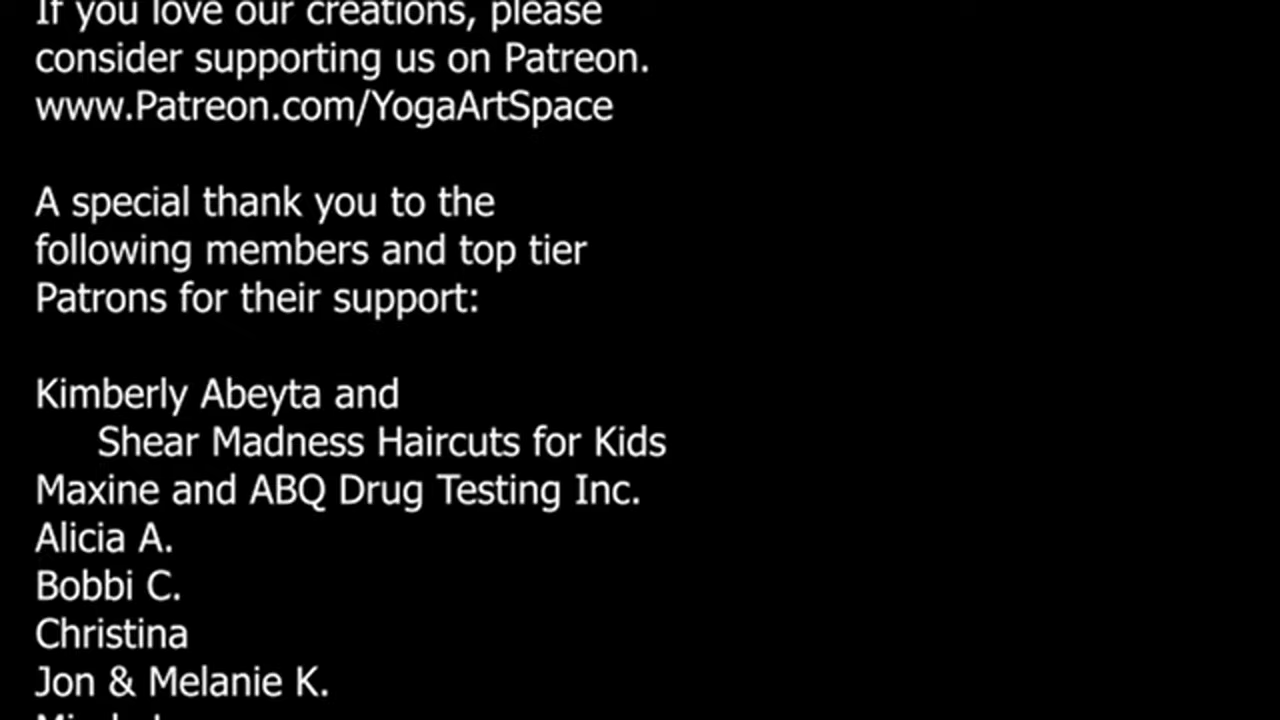 If you love our creations, please
consider supporting us on Patreon.
www.Patreon.com/YogaArtSpace
A special thank you to the
following members and top tier
Patrons for their support:
Kimberly Abeyta and
Shear Madness Haircuts for Kids
Maxine and ABQ Drug Testing Inc.
Alicia A.
Bobbi C.
Christina
Jon & Melanie K.